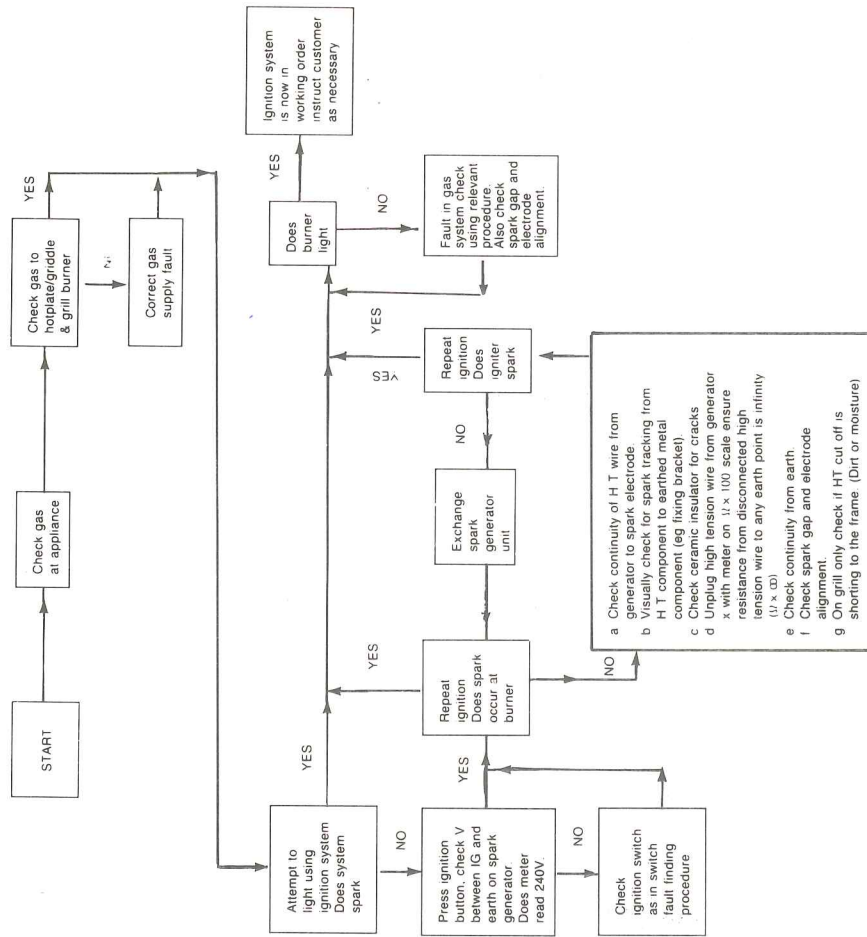 START
Check gas
at appliance
Check gas to
hotplate/griddle
& grill burner
YES
Correct gas
supply fault
Attempt to
light using
ignition system
Does system
spark
YES
NO
Does
burner
light
YES
Ignition system
is now in
working order
instruct customer
as necessary
NO
Fault in gas
system check
using relevant
procedure.
Also check
spark gap and
electrode
alignment.
YES
Press ignition
button, check V
between IG and
earth on spark
generator.
Does meter
read 240V.
YES
NO
Check
ignition switch
as in switch
fault finding
procedure
Repeat
ignition
Does spark
occur at
burner
YES
NO
Exchange
spark
generator
unit
NO
Repeat
ignition
Does
igniter
spark
YES
a Check continuity of H T wire from
generator to spark electrode.
b Visually check for spark tracking from
H T component to earthed metal
component (eg fixing bracket).
c Check ceramic insulator for cracks
d Unplug high tension wire from generator
x with meter on Ω x 100 scale ensure
resistance from disconnected high
tension wire to any earth point is infinity
(Ω x ∞)
e Check continuity from earth.
f Check spark gap and electrode
alignment.
g On grill only check if HT cut off is
shorting to the frame. (Dirt or moisture)